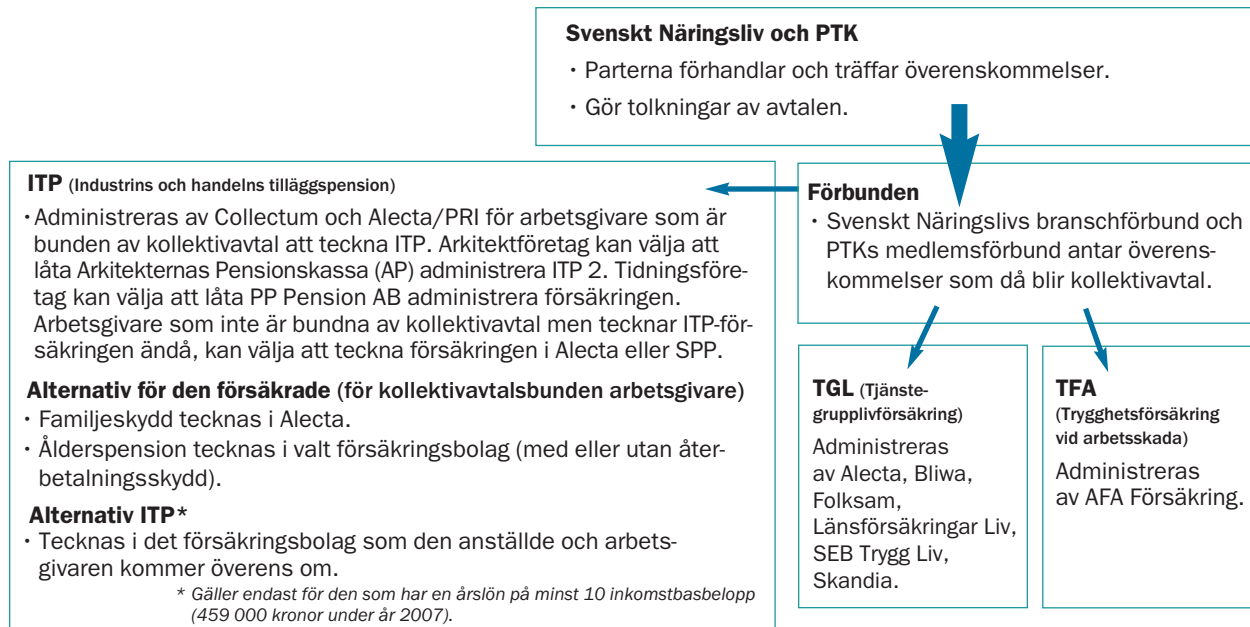 Svenskt Näringsliv och PTK
· Parterna förhandlar och träffar överenskommelser.
· Gör tolkningar av avtalen.
ITP (Industrins och handelns tilläggspension)
· Administreras av Collectum och Alecta/PRI för arbetsgivare som är
bunden av kollektivavtal att teckna ITP. Arkitektföretag kan välja att
låta Arkitekternas Pensionskassa (AP) administrera ITP 2. Tidningsföre-
tag kan välja att låta PP Pension AB administrera försäkringen.
Arbetsgivare som inte är bundna av kollektivavtal men tecknar ITP-för-
säkringen ändå, kan välja att teckna försäkringen i Alecta eller SPP.
Alternativ för den försäkrade (för kollektivavtalsbunden arbetsgivare)
· Familjeskydd tecknas i Alecta.
· Ålderspension tecknas i valt försäkringsbolag (med eller utan åter-
betalningsskydd).
Alternativ ITP*
· Tecknas i det försäkringsbolag som den anställde och arbets-
givaren kommer överens om.
* Gäller endast för den som har en årslön på minst 10 inkomstbasbelopp
(459 000 kronor under år 2007).
Förbunden
· Svenskt Näringslivs branschförbund och
PTKs medlemsförbund antar överens-
kommelser som då blir kollektivavtal.
TGL (Tjänste-
grupplivförsäkring)
Administreras
av Alecta, Bliwa,
Folksam,
Länsförsäkringar Liv,
SEB Trygg Liv,
Skandia.
TFA
(Trygghetsförsäkring
vid arbetsskada)
Administreras
av AFA Försäkring.